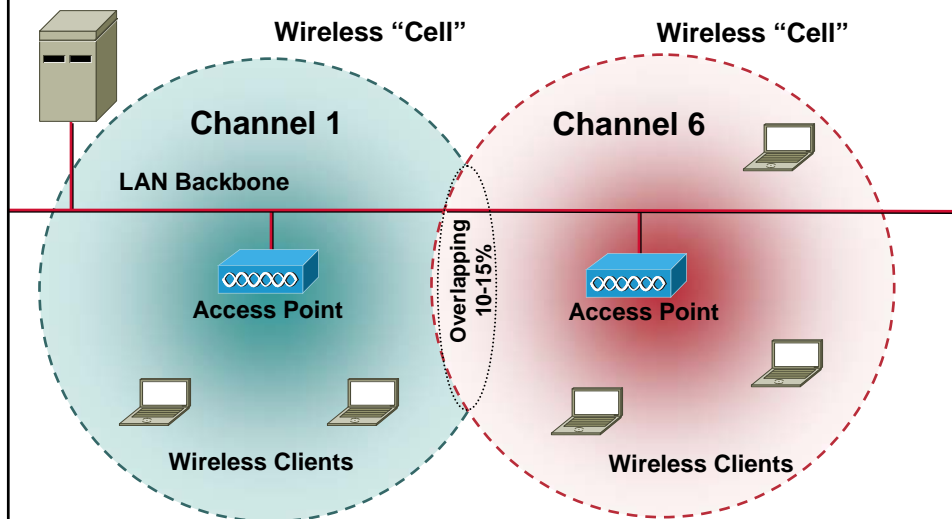 Wireless “Cell”
Wireless “Cell”
Channel 1
Channel 6
LAN Backbone
Overlapping
10-15%
Access Point
Access Point
Wireless Clients
Wireless Clients